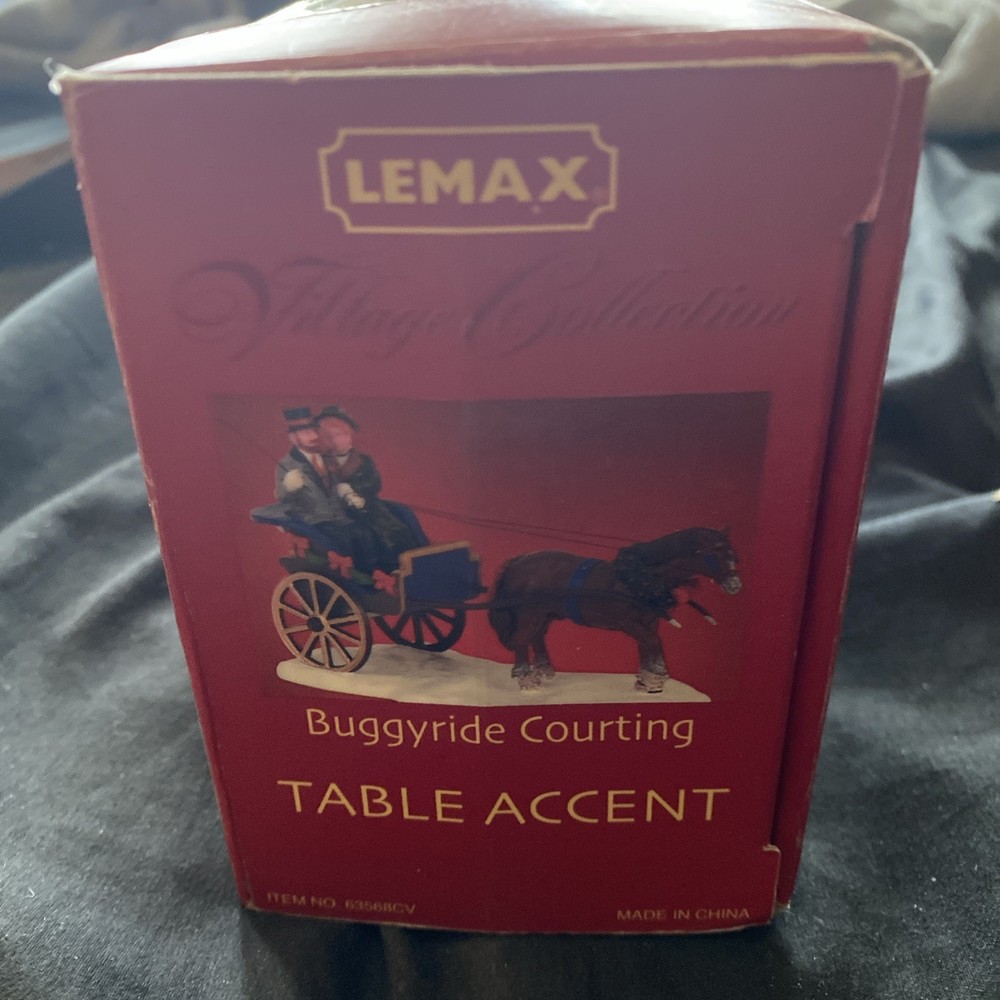 LEMAX
Village Collection
Buggyride Courting
TABLE ACCENT
ITEM NO. 63568CV
MADE IN CHINA